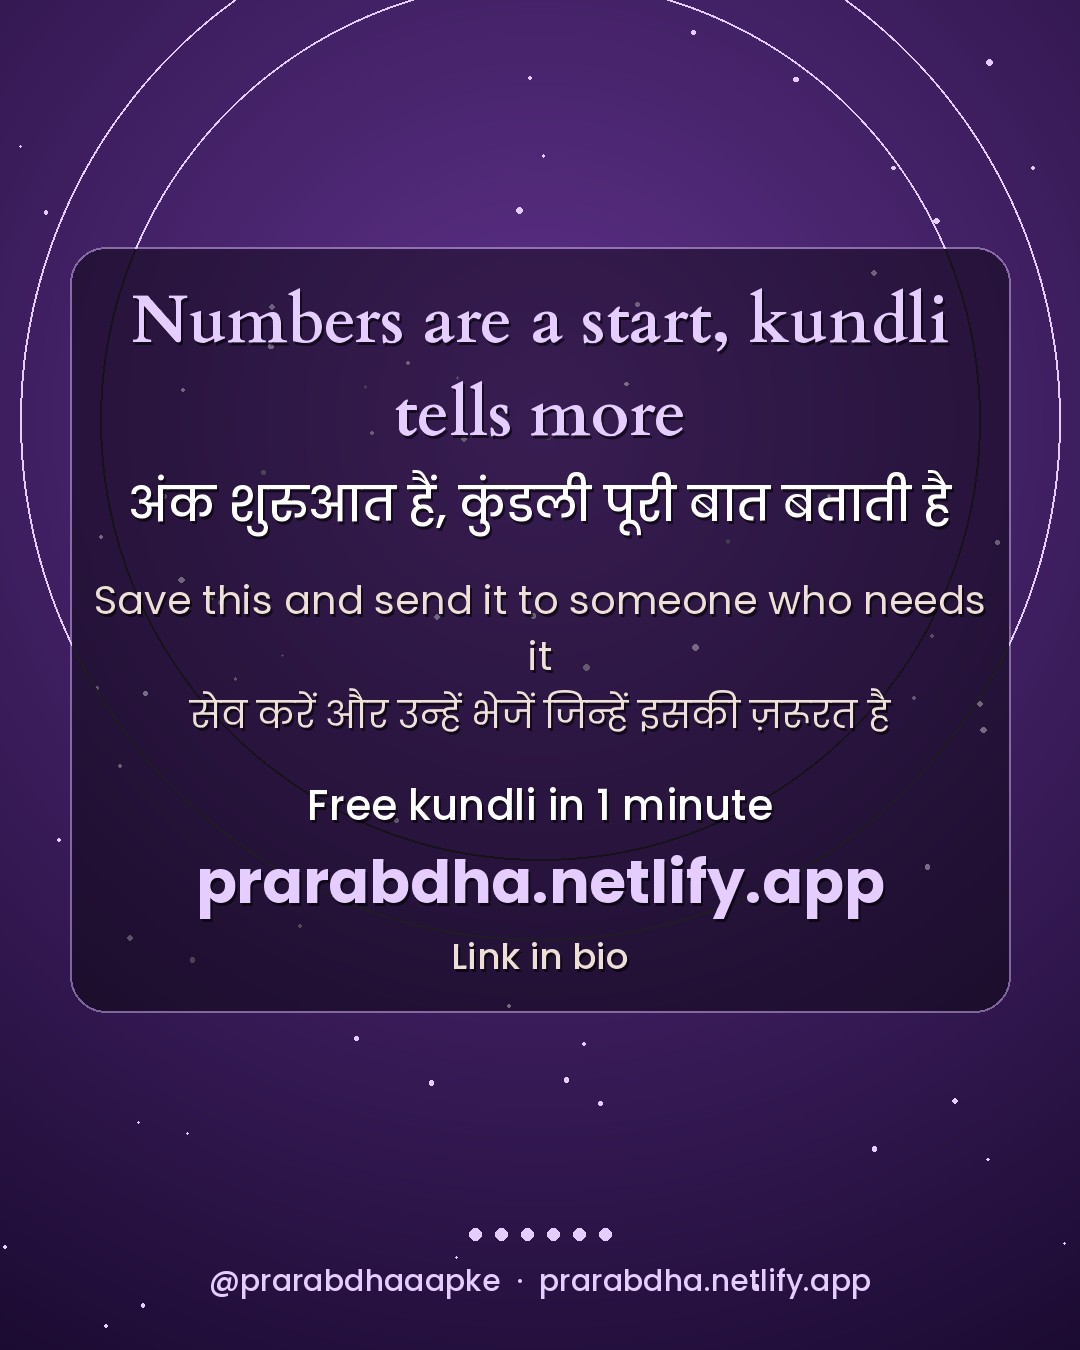 Numbers are a start, kundli
tells more
अंक शुरुआत हैं, कुंडली पूरी बात बताती है
Save this and send it to someone who needs
it
सेव करें और उन्हें भेजें जिन्हें इसकी ज़रूरत है
Free kundli in 1 minute
prarabdha.netlify.app
Link in bio
@prarabdhaaapke · prarabdha.netlify.app